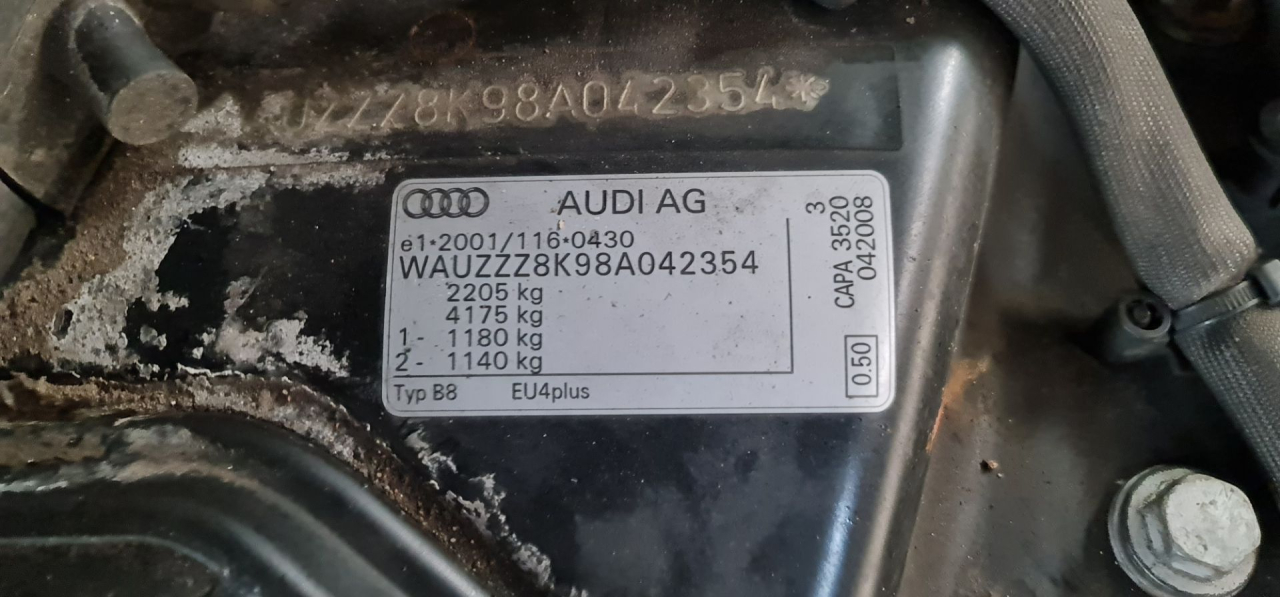 UZZZ8K98A042354*
AUDI AG
e1*2001/116*0430
WAUZZZ8K98A042354
2205 kg
4175 kg
1 - 1180 kg
2 - 1140 kg
Typ B8 EU4plus
3
CAPA 3520
042008
0.50